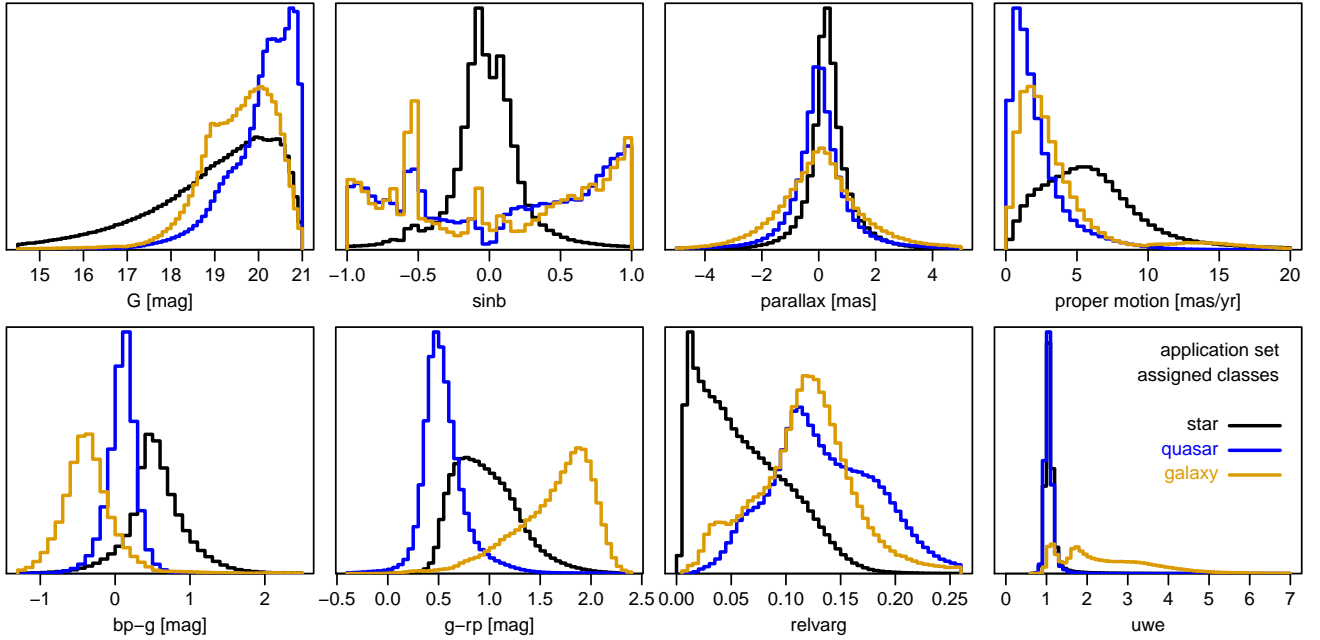 15 16 17 18 19 20 21
G [mag]
−1.0 −0.5 0.0 0.5 1.0
sinb
−4 −2 0 2 4
parallax [mas]
0 5 10 15 20
proper motion [mas/yr]
−1 0 1 2
bp−g [mag]
−0.5 0.0 0.5 1.0 1.5 2.0 2.5
g−rp [mag]
0.00 0.05 0.10 0.15 0.20 0.25
relvarg
application set
assigned classes
star
quasar
galaxy
0 1 2 3 4 5 6 7
uwe